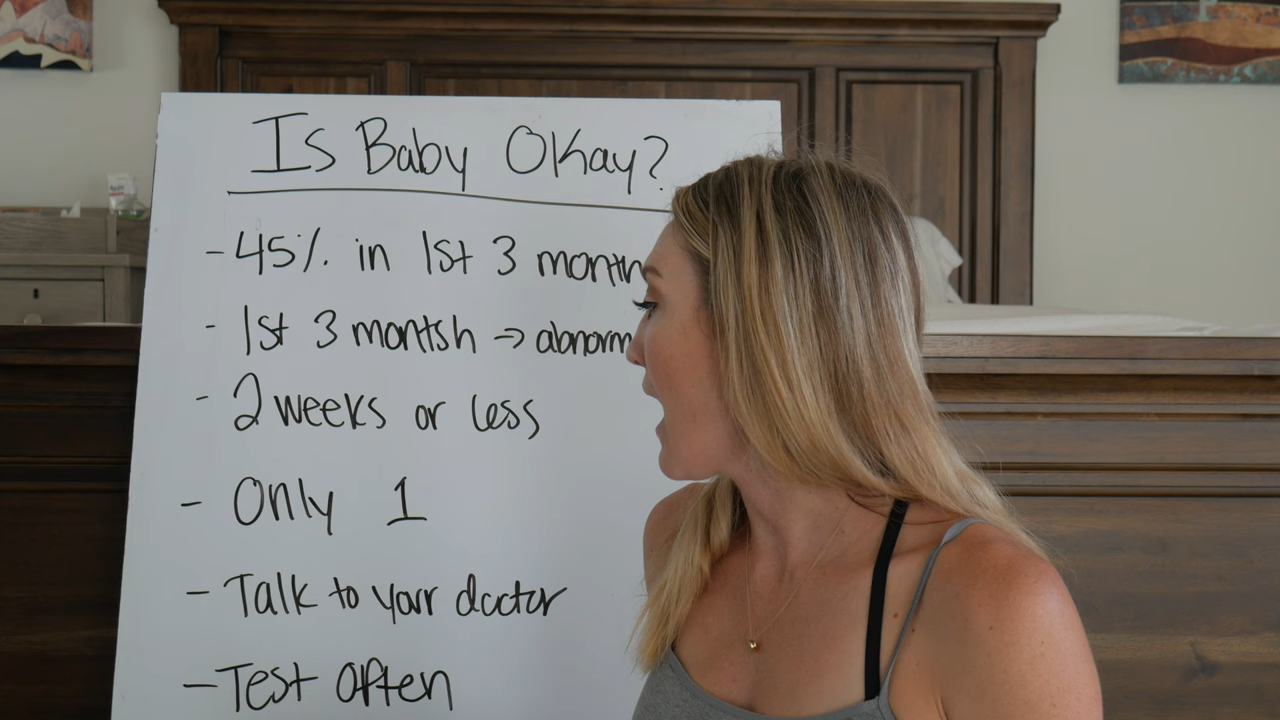 Is Baby Okay?
- 45% in 1st 3 month
- 1st 3 montsh → abnorm
- 2 weeks or less
- Only 1
- Talk to your doctor
- Test often